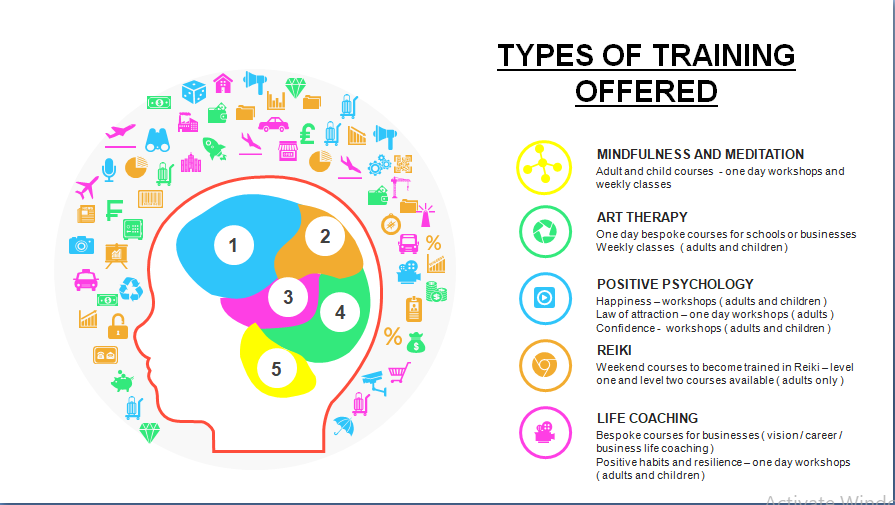 TYPES OF TRAINING
OFFERED
MINDFULNESS AND MEDITATION
Adult and child courses - one day workshops and
weekly classes
ART THERAPY
One day bespoke courses for schools or businesses
Weekly classes ( adults and children )
POSITIVE PSYCHOLOGY
Happiness – workshops ( adults and children )
Law of attraction – one day workshops ( adults )
Confidence - workshops ( adults and children )
REIKI
Weekend courses to become trained in Reiki – level
one and level two courses available ( adults only )
LIFE COACHING
Bespoke courses for businesses ( vision / career /
business life coaching )
Positive habits and resilience – one day workshops
( adults and children )
1
2
3
4
5
Activate Windo